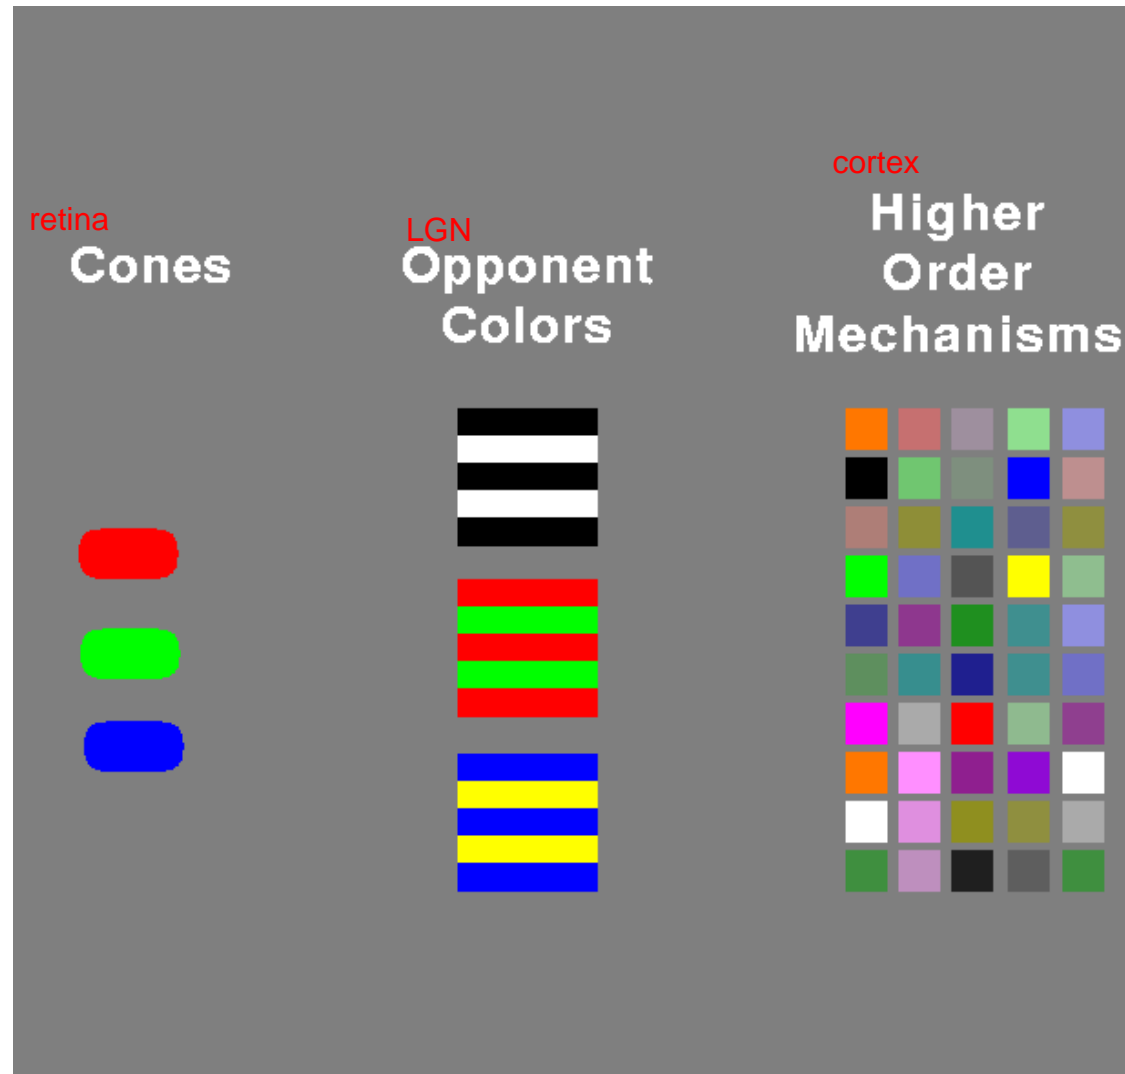 retina
Cones
LGN
Opponent
Colors
cortex
Higher
Order
Mechanisms